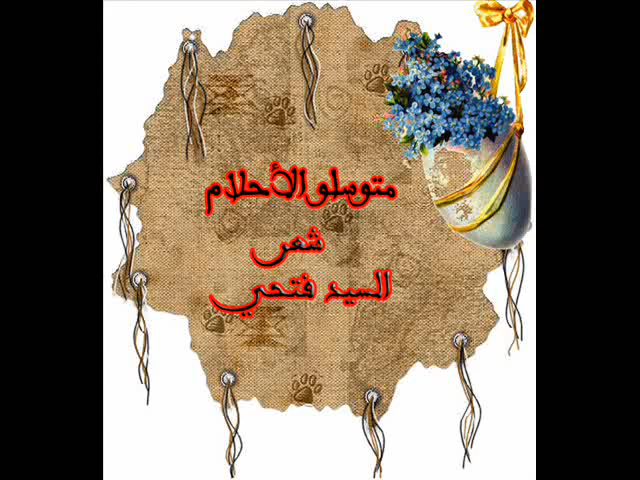 متوسلو الأحلام
شعر
السيد فتحي